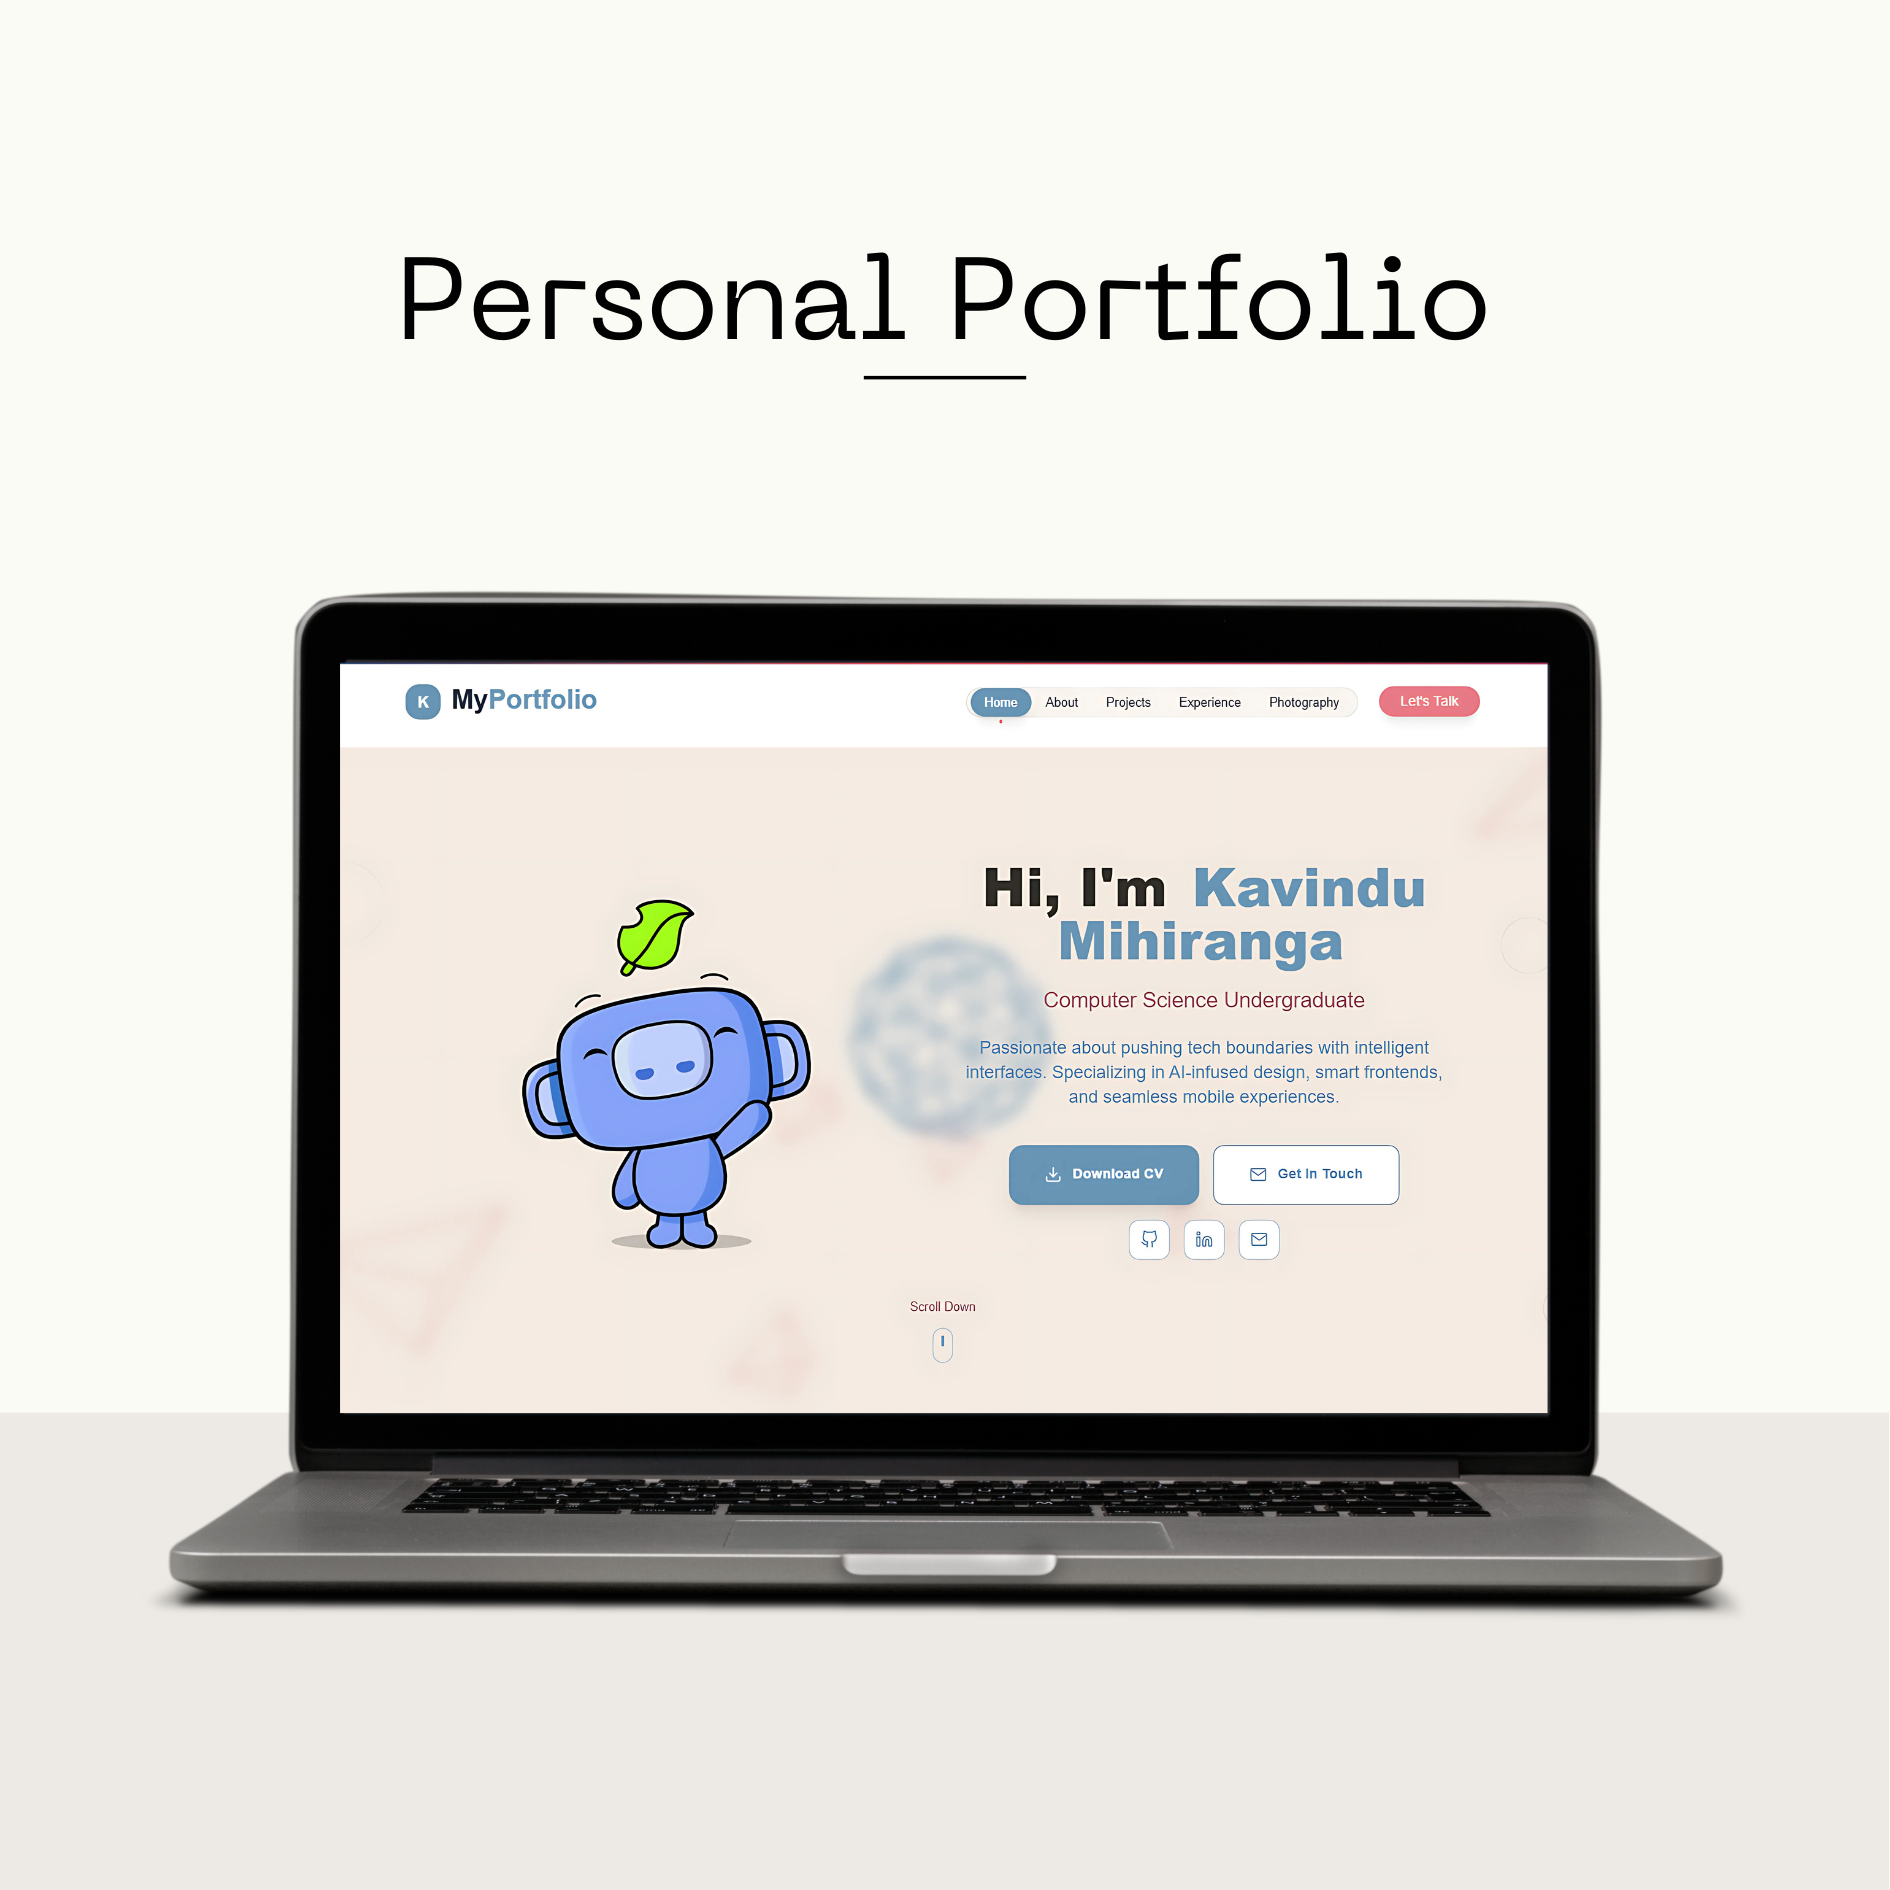 Personal Portfolio
K MyPortfolio
Home About Projects Experience Photography Let's Talk
Hi, I'm Kavindu
Mihiranga
Computer Science Undergraduate
Passionate about pushing tech boundaries with intelligent
interfaces. Specializing in AI-infused design, smart frontends,
and seamless mobile experiences.
Download CV Get In Touch
in
Scroll Down